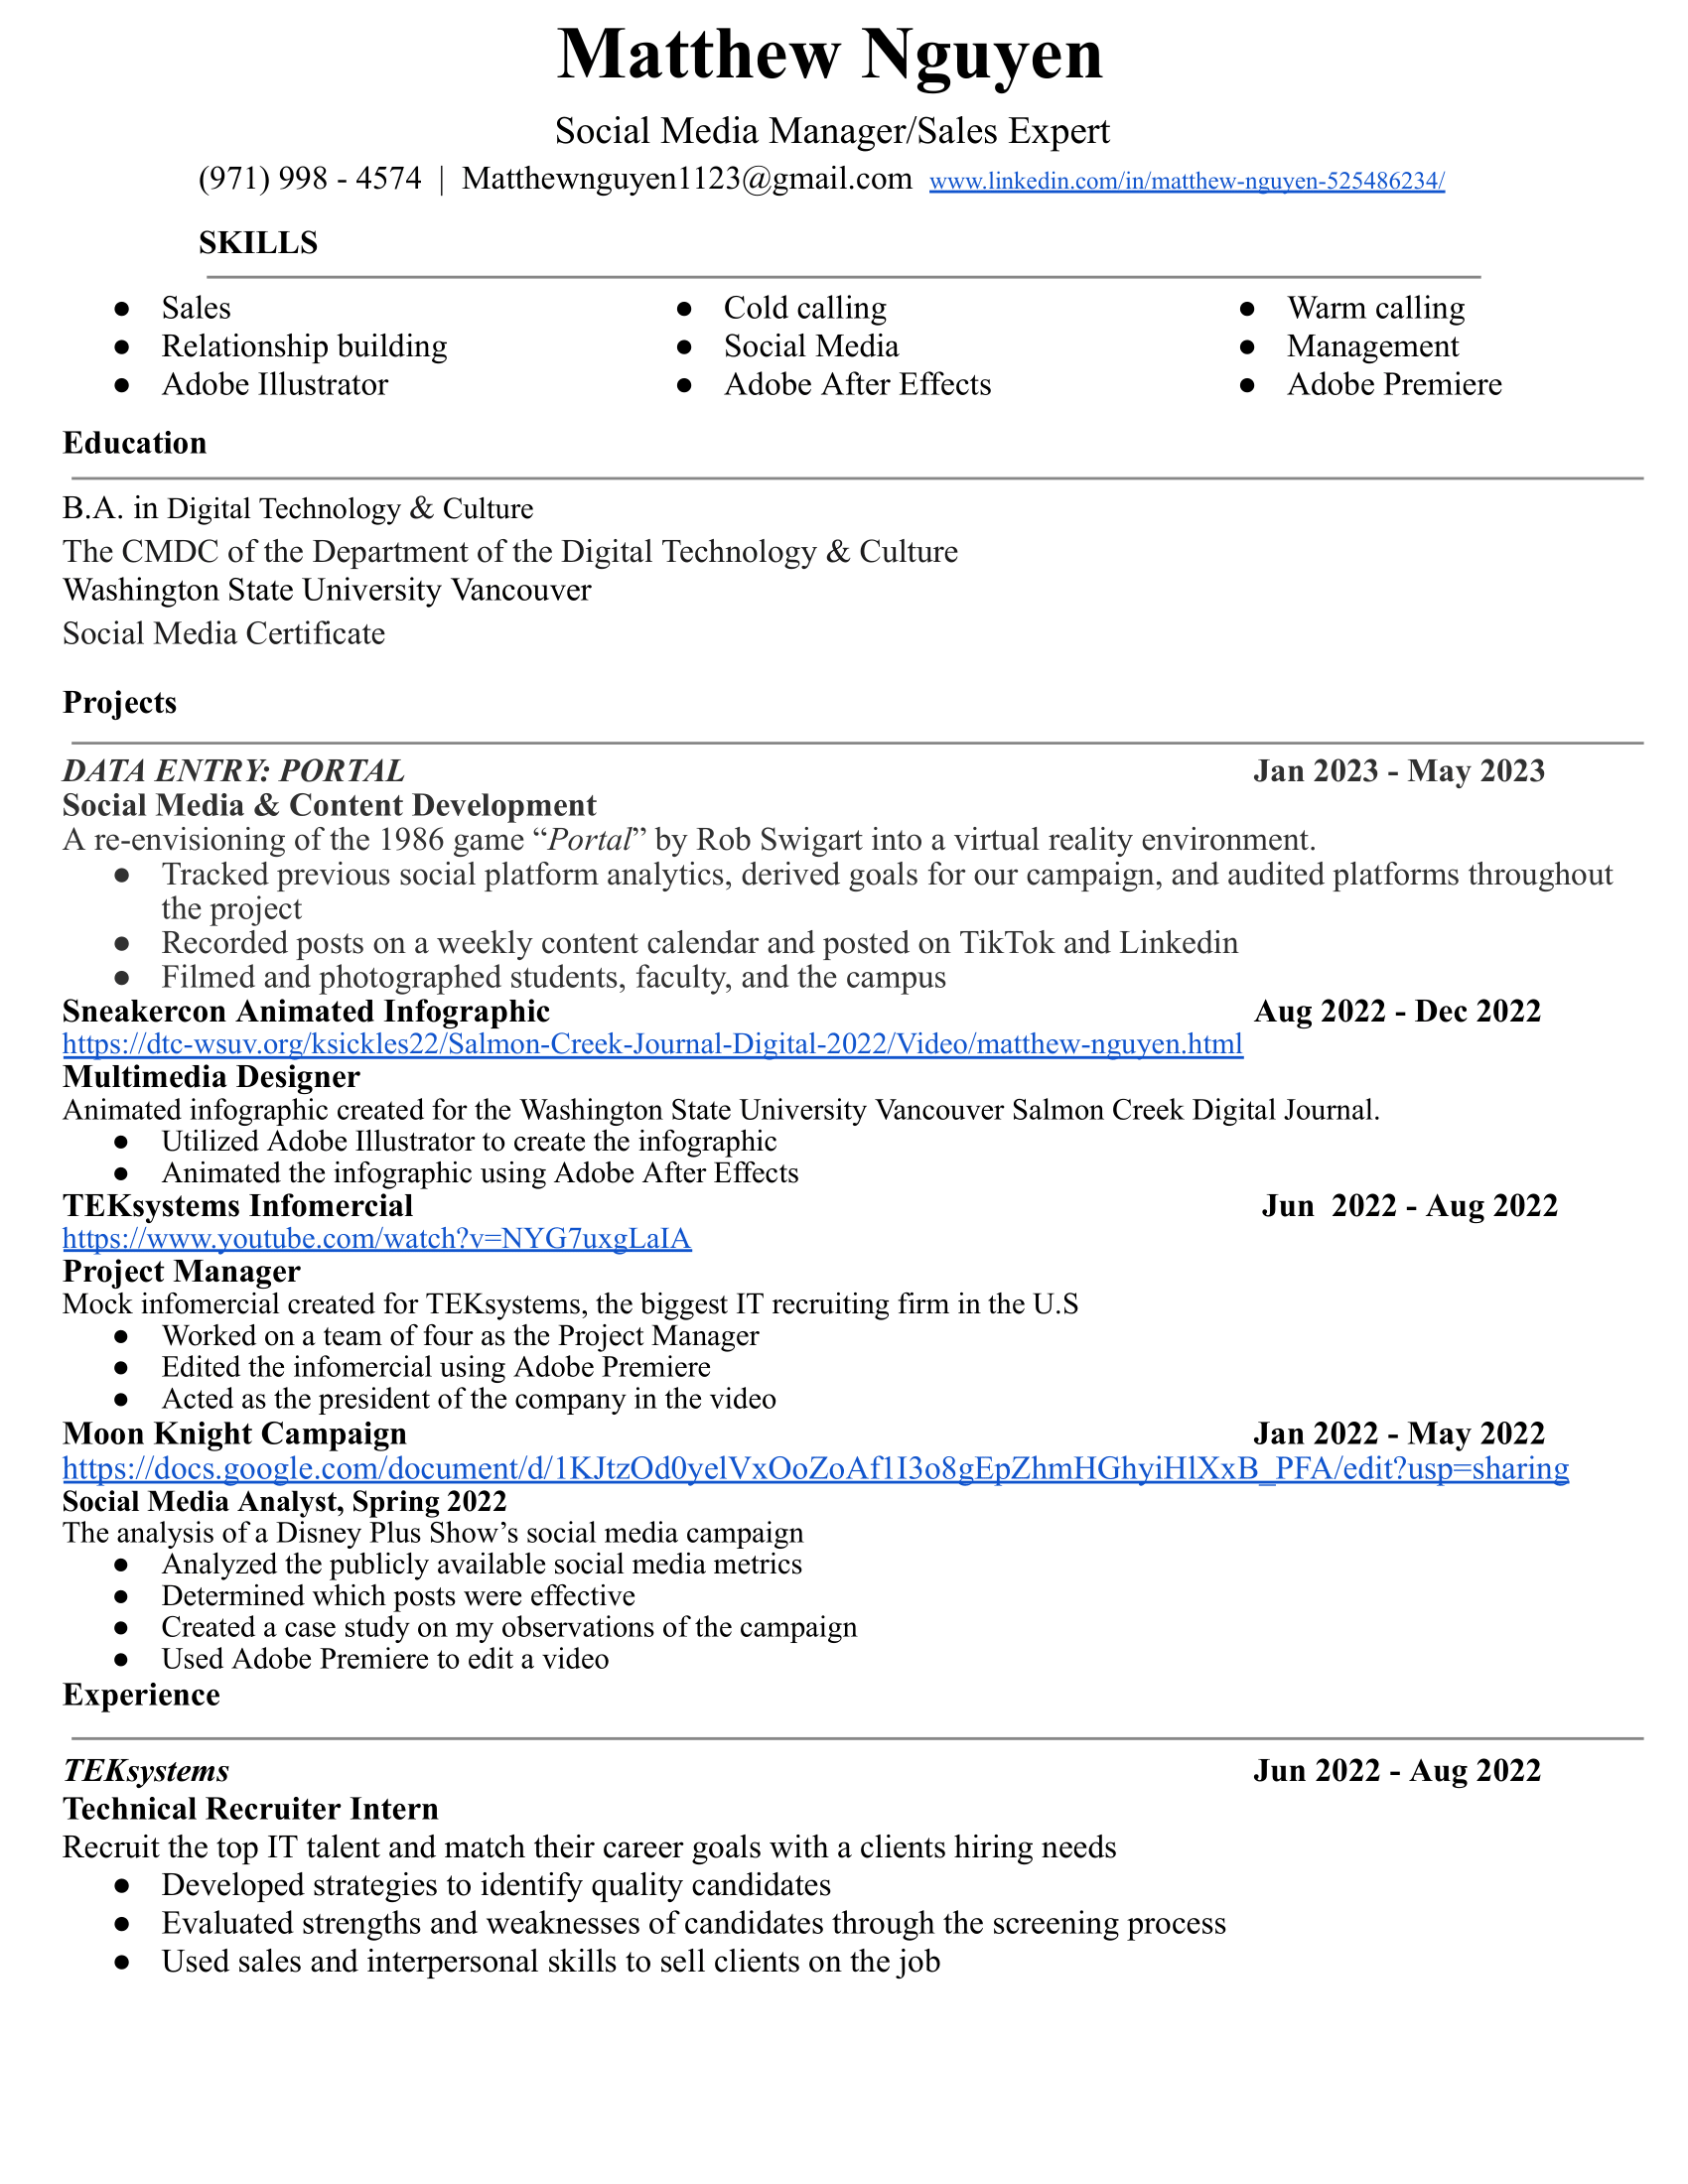 Matthew Nguyen
Social Media Manager/Sales Expert
(971) 998 - 4574 | Matthewnguyen1123@gmail.com www.linkedin.com/in/matthew-nguyen-525486234/
SKILLS
● Sales ● Cold calling ● Warm calling
● Relationship building ● Social Media ● Management
● Adobe Illustrator ● Adobe After Effects ● Adobe Premiere
Education
B.A. in Digital Technology & Culture
The CMDC of the Department of the Digital Technology & Culture
Washington State University Vancouver
Social Media Certificate
Projects
DATA ENTRY: PORTAL Jan 2023 - May 2023
Social Media & Content Development
A re-envisioning of the 1986 game “Portal” by Rob Swigart into a virtual reality environment.
● Tracked previous social platform analytics, derived goals for our campaign, and audited platforms throughout
the project
● Recorded posts on a weekly content calendar and posted on TikTok and Linkedin
● Filmed and photographed students, faculty, and the campus
Sneakercon Animated Infographic Aug 2022 - Dec 2022
https://dtc-wsuv.org/ksickles22/Salmon-Creek-Journal-Digital-2022/Video/matthew-nguyen.html
Multimedia Designer
Animated infographic created for the Washington State University Vancouver Salmon Creek Digital Journal.
● Utilized Adobe Illustrator to create the infographic
● Animated the infographic using Adobe After Effects
TEKsystems Infomercial Jun 2022 - Aug 2022
https://www.youtube.com/watch?v=NYG7uxgLaIA
Project Manager
Mock infomercial created for TEKsystems, the biggest IT recruiting firm in the U.S
● Worked on a team of four as the Project Manager
● Edited the infomercial using Adobe Premiere
● Acted as the president of the company in the video
Moon Knight Campaign Jan 2022 - May 2022
https://docs.google.com/document/d/1KJtzOd0yelVxOoZoAf1I3o8gEpZhmHGhyiHlXxB_PFA/edit?usp=sharing
Social Media Analyst, Spring 2022
The analysis of a Disney Plus Show’s social media campaign
● Analyzed the publicly available social media metrics
● Determined which posts were effective
● Created a case study on my observations of the campaign
● Used Adobe Premiere to edit a video
Experience
TEKsystems Jun 2022 - Aug 2022
Technical Recruiter Intern
Recruit the top IT talent and match their career goals with a clients hiring needs
● Developed strategies to identify quality candidates
● Evaluated strengths and weaknesses of candidates through the screening process
● Used sales and interpersonal skills to sell clients on the job